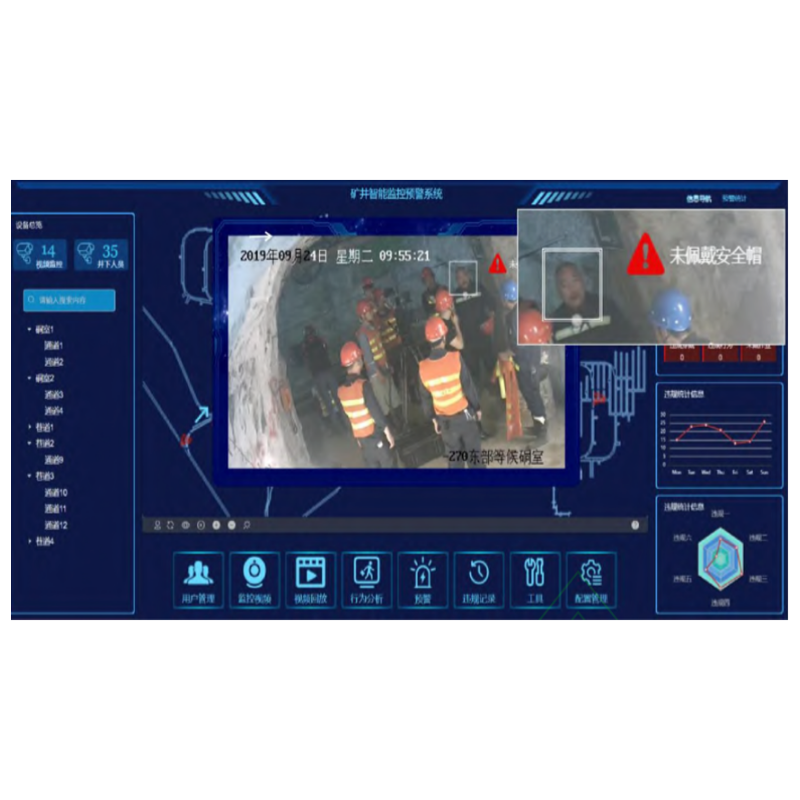 矿井智能监控预警系统
信息导航 预警统计
设备总览
14
视频监控
35
井下人员
请输入搜索内容
硐室1
通道1
通道2
硐室2
通道3
通道4
巷道1
巷道2
通道9
巷道3
通道10
通道11
通道12
巷道4
2019年09月24日 星期二 09:55:21
-270东部等候硐室
未佩戴安全帽
0 0 0
违规统计信息
Mon Tue Wed Thu Fri Sat Sun
违规统计信息
违规一
违规二
违规三
违规四
违规五
违规六
用户管理
监控视频
视频回放
行为分析
预警
违规记录
工具
配置管理